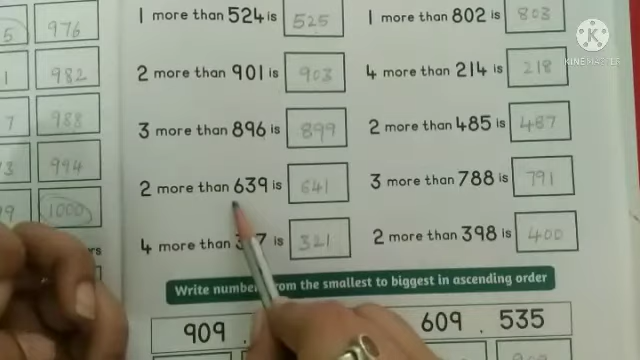 976
1 more than 524 is 525
1 more than 802 is 803
KINEMASTER
982
2 more than 901 is 903
4 more than 214 is 218
988
3 more than 896 is 899
2 more than 485 is 487
994
2 more than 639 is 641
3 more than 788 is 791
1000
4 more than is 321
2 more than 398 is 400
Write from the smallest to biggest in ascending order
909 609 535